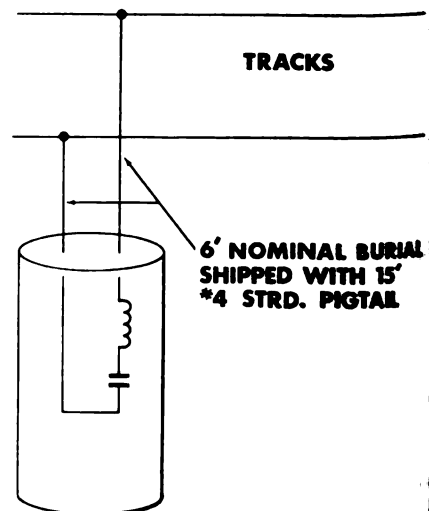 TRACKS
6' NOMINAL BURIAL
SHIPPED WITH 15'
#4 STRD. PIGTAIL